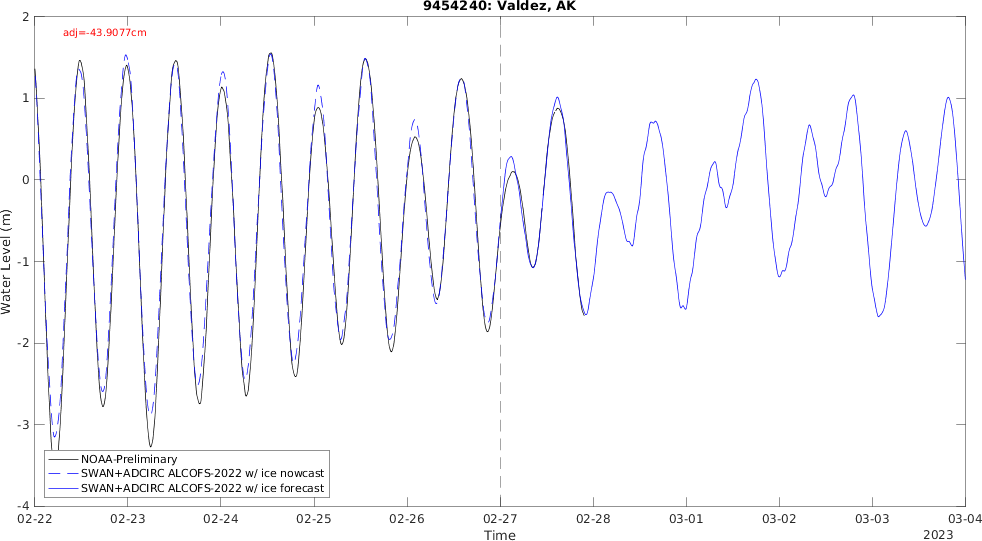 9454240: Valdez, AK
adj=-43.9077cm
2
1
0
-1
-2
-3
-4
Water Level (m)
NOAA-Preliminary
SWAN+ADCIRC ALCOFS-2022 w/ ice nowcast
SWAN+ADCIRC ALCOFS-2022 w/ ice forecast
02-22 02-23 02-24 02-25 02-26 02-27 02-28 03-01 03-02 03-03 03-04
Time
2023